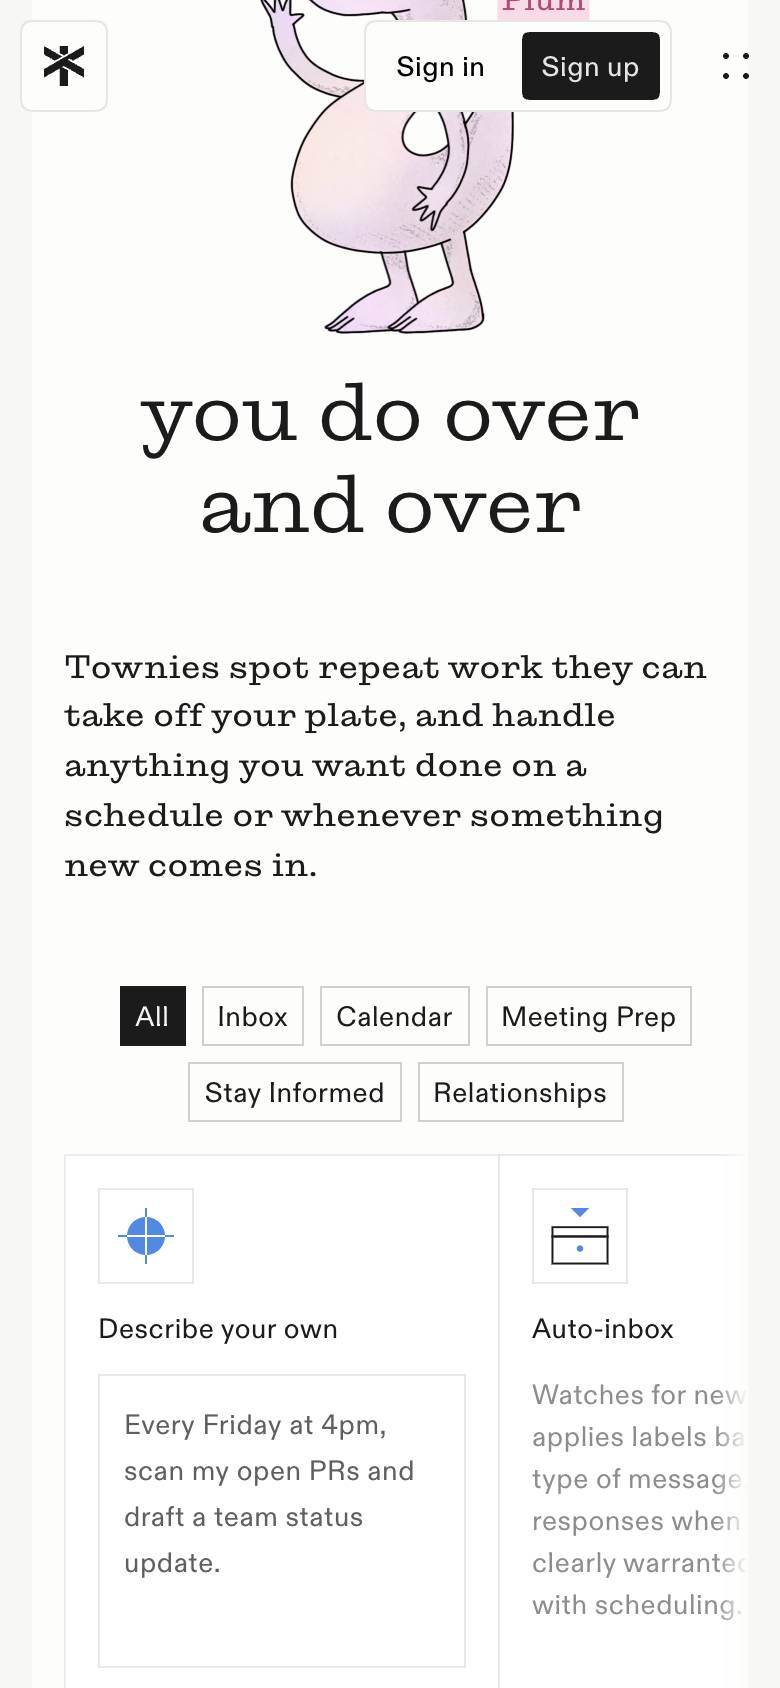 Plum
Sign in
Sign up
you do over
and over
Townies spot repeat work they can
take off your plate, and handle
anything you want done on a
schedule or whenever something
new comes in.
All
Inbox
Calendar
Meeting Prep
Stay Informed
Relationships
Describe your own
Every Friday at 4pm,
scan my open PRs and
draft a team status
update.
Auto-inbox
Watches for new
applies labels ba
type of message,
responses when
clearly warranted
with scheduling.